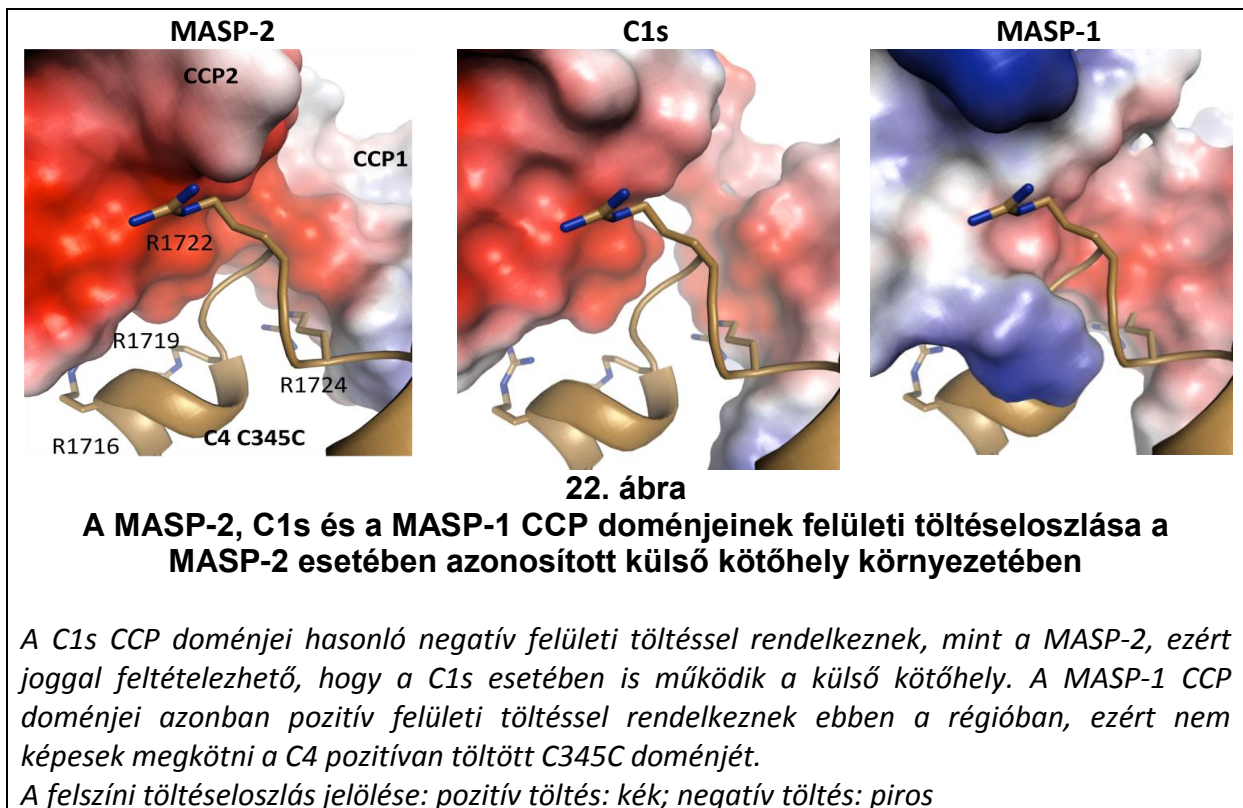 MASP-2 C1s MASP-1
CCP2
CCP1
R1722
R1719
R1724
R1716
C4 C345C
22. ábra
A MASP-2, C1s és a MASP-1 CCP doménjeinek felületi töltéseloszlása a
MASP-2 esetében azonosított külső kötőhely környezetében
A C1s CCP doménjei hasonló negatív felületi töltéssel rendelkeznek, mint a MASP-2, ezért
joggal feltételezhető, hogy a C1s esetében is működik a külső kötőhely. A MASP-1 CCP
doménjei azonban pozitív felületi töltéssel rendelkeznek ebben a régióban, ezért nem
képesek megkötni a C4 pozitívan töltött C345C doménjét.
A felszíni töltéseloszlás jelölése: pozitív töltés: kék; negatív töltés: piros